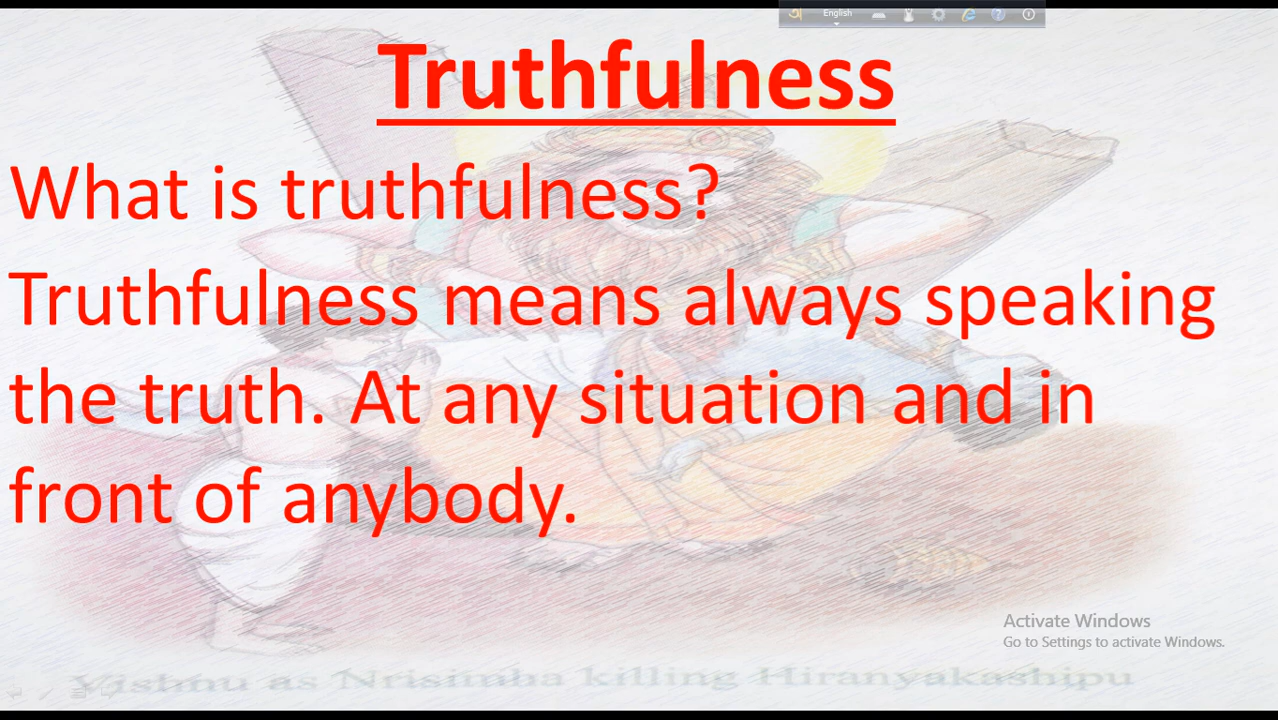 English
Truthfulness
What is truthfulness?
Truthfulness means always speaking
the truth. At any situation and in
front of anybody.
Activate Windows
Go to Settings to activate Windows.
Vishnu as Nrisimha killing Hiranyakashipu